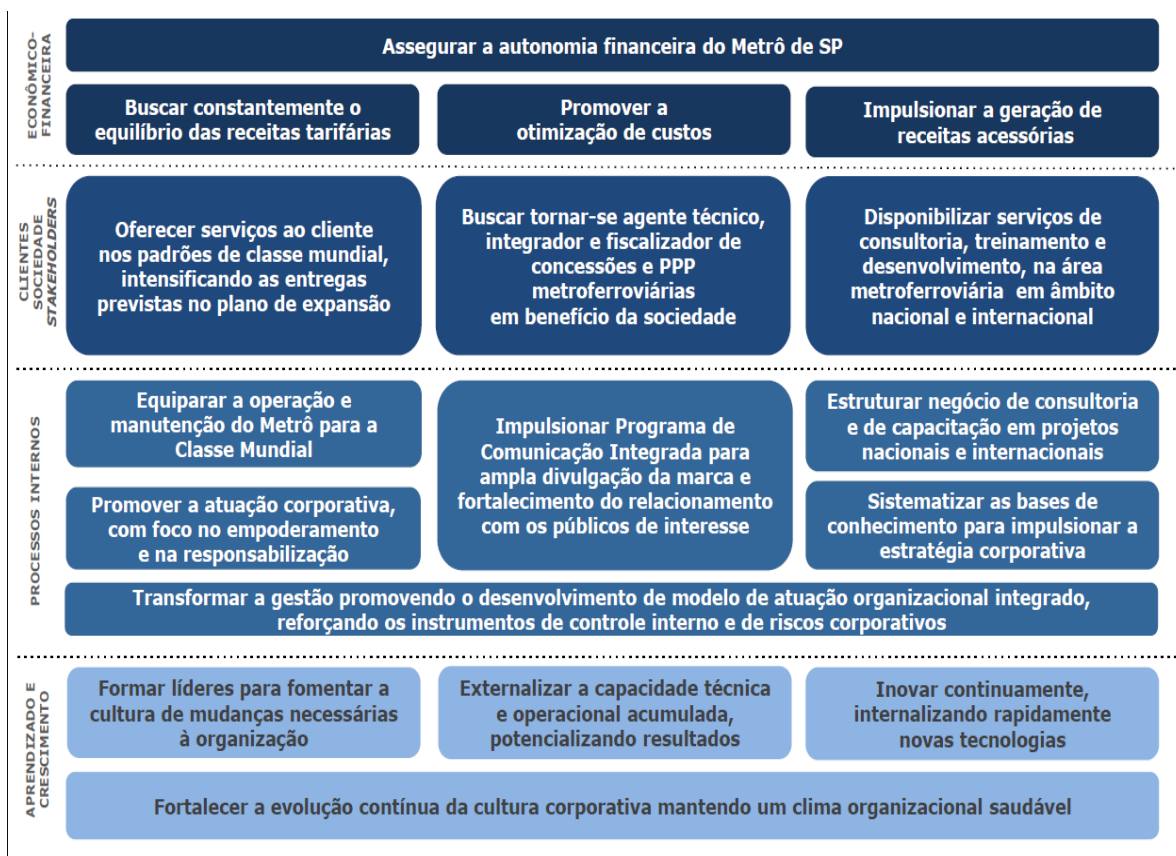 ECONÔMICO-
FINANCEIRA
Assegurar a autonomia financeira do Metrô de SP
Buscar constantemente o
equilíbrio das receitas tarifárias
Promover a
otimização de custos
Impulsionar a geração de
receitas acessórias
CLIENTES
SOCIEDADE
STAKEHOLDERS
Oferecer serviços ao cliente
nos padrões de classe mundial,
intensificando as entregas
previstas no plano de expansão
Buscar tornar-se agente técnico,
integrador e fiscalizador de
concessões e PPP
metroferroviárias
em benefício da sociedade
Disponibilizar serviços de
consultoria, treinamento e
desenvolvimento, na área
metroferroviária em âmbito
nacional e internacional
PROCESSOS INTERNOS
Equiparar a operação e
manutenção do Metrô para a
Classe Mundial
Promover a atuação corporativa,
com foco no empoderamento
e na responsabilização
Impulsionar Programa de
Comunicação Integrada para
ampla divulgação da marca e
fortalecimento do relacionamento
com os públicos de interesse
Estruturar negócio de consultoria
e de capacitação em projetos
nacionais e internacionais
Sistematizar as bases de
conhecimento para impulsionar a
estratégia corporativa
Transformar a gestão promovendo o desenvolvimento de modelo de atuação organizacional integrado,
reforçando os instrumentos de controle interno e de riscos corporativos
APRENDIZADO E
CRESCIMENTO
Formar líderes para fomentar a
cultura de mudanças necessárias
à organização
Externalizar a capacidade técnica
e operacional acumulada,
potencializando resultados
Inovar continuamente,
internalizando rapidamente
novas tecnologias
Fortalecer a evolução contínua da cultura corporativa mantendo um clima organizacional saudável